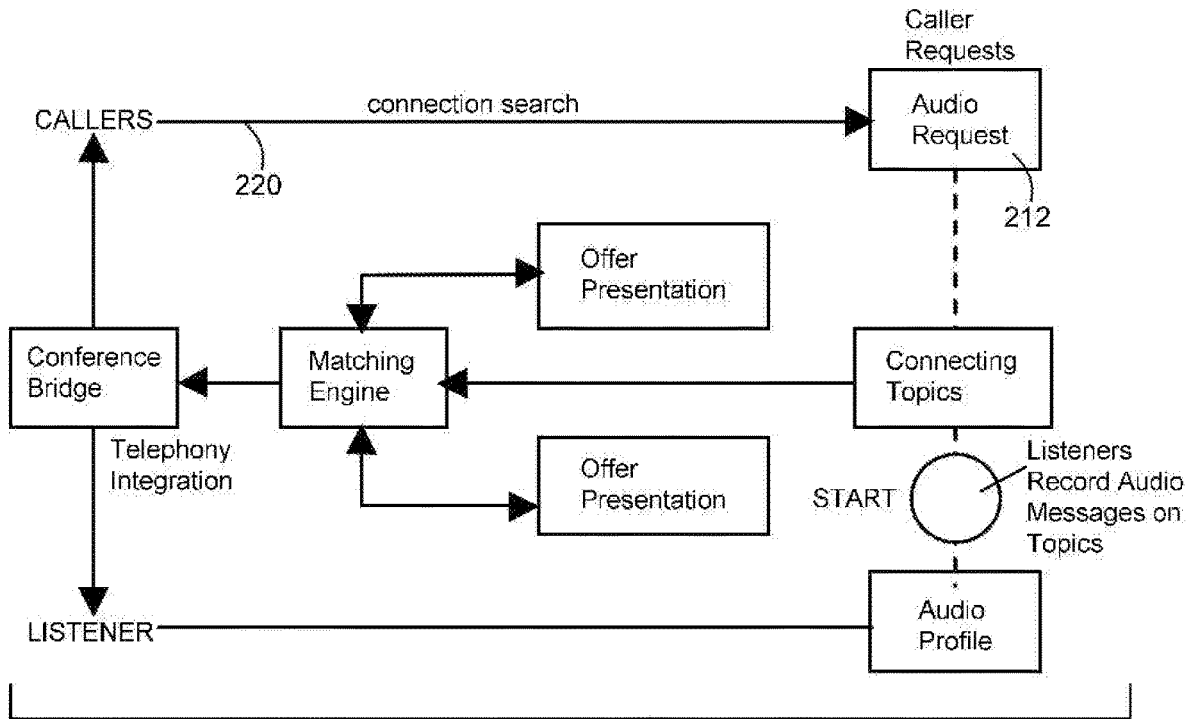 Caller
Requests
CALLERS
connection search
Audio
Request
220
212
Offer
Presentation
Conference
Bridge
Matching
Engine
Connecting
Topics
Telephony
Integration
Offer
Presentation
START
Listeners
Record Audio
Messages on
Topics
LISTENER
Audio
Profile